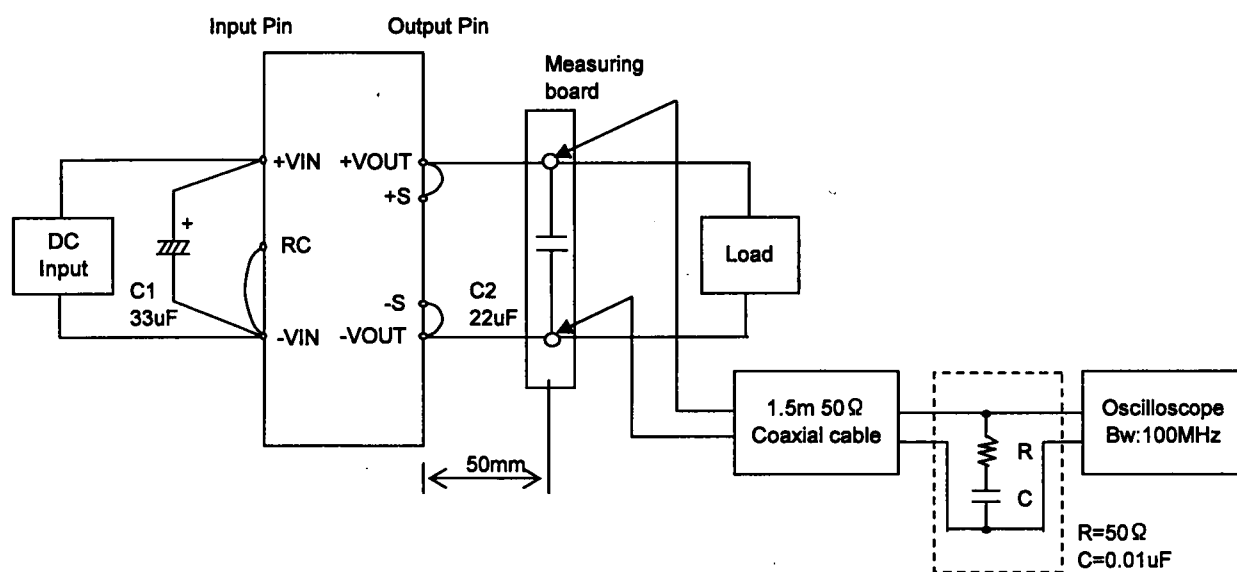 Input Pin
Output Pin
Measuring
board
+VIN
+VOUT
+S
DC
Input
+
RC
Load
C1
33uF
-S
C2
22uF
-VIN
-VOUT
1.5m 50Ω
Coaxial cable
Oscilloscope
Bw:100MHz
50mm
R
C
R=50Ω
C=0.01uF